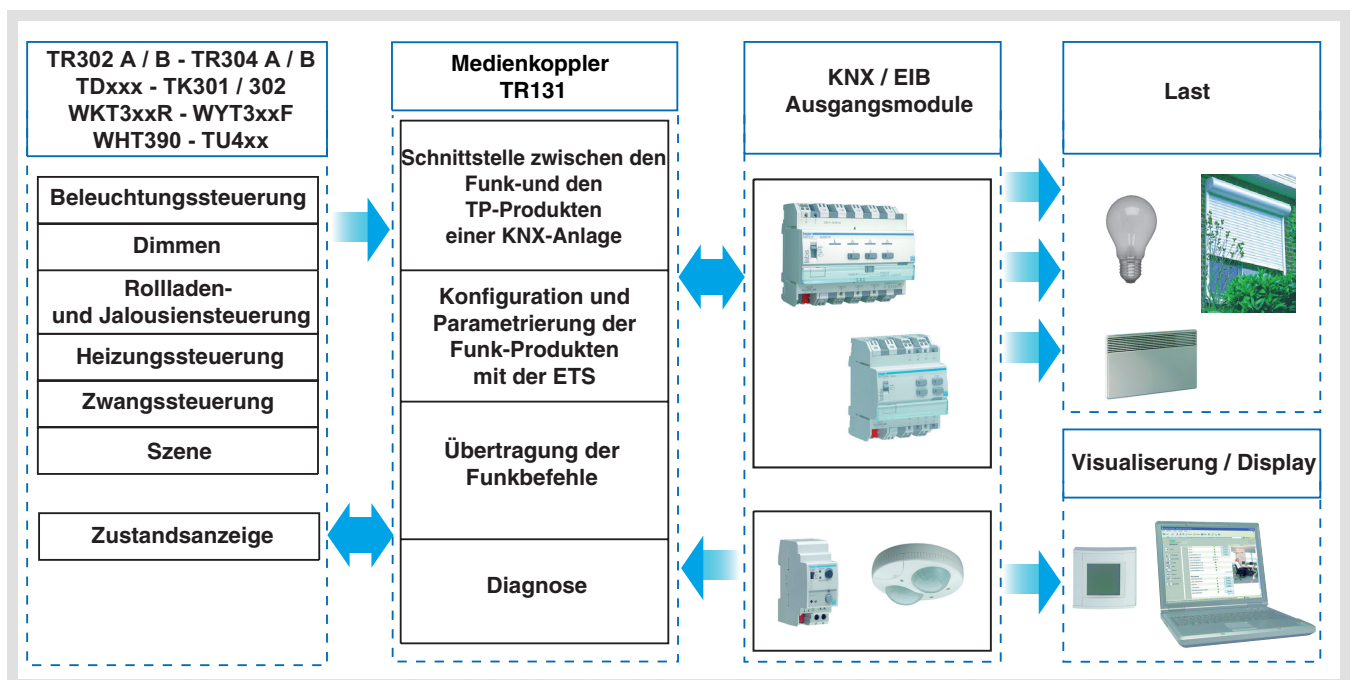 TR302 A / B - TR304 A / B
TDxxx - TK301 / 302
WKT3xxR - WYT3xxF
WHT390 - TU4xx
Beleuchtungssteuerung
Dimmen
Rollladen-
und Jalousiensteuerung
Heizungssteuerung
Zwangssteuerung
Szene
Zustandsanzeige
Medienkoppler
TR131
Schnittstelle zwischen den
Funk-und den
TP-Produkten
einer KNX-Anlage
Konfiguration und
Parametrierung der
Funk-Produkten
mit der ETS
Übertragung der
Funkbefehle
Diagnose
KNX / EIB
Ausgangsmodule
Last
Visualiserung / Display